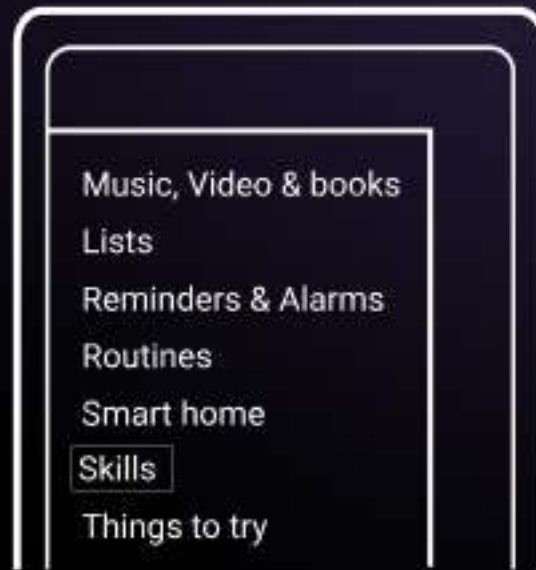 Music, Video & books
Lists
Reminders & Alarms
Routines
Smart home
Skills
Things to try